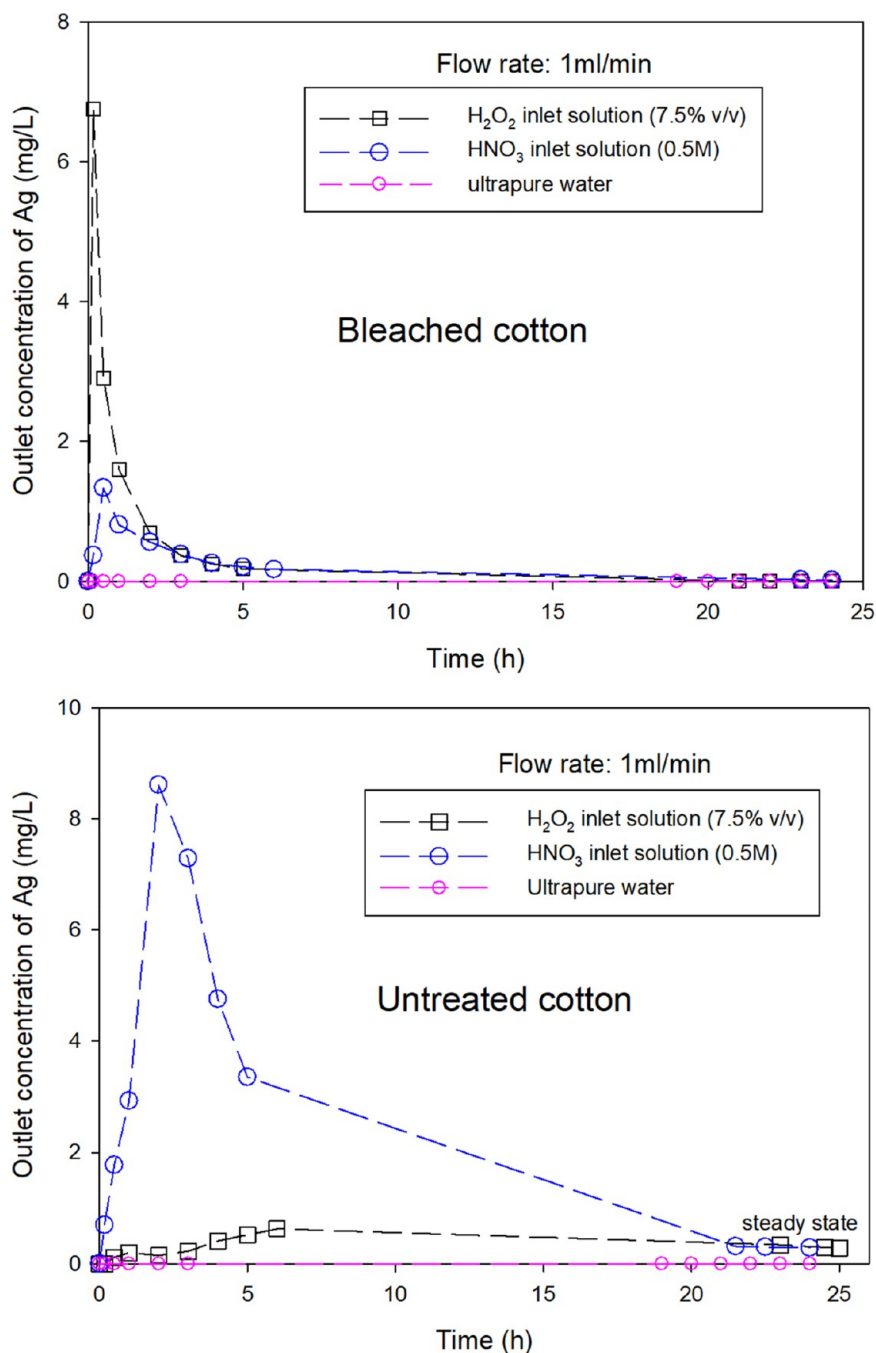 8
6
4
2
0
Outlet concentration of Ag (mg/L)
Flow rate: 1ml/min
H₂O₂ inlet solution (7.5% v/v)
HNO₃ inlet solution (0.5M)
ultrapure water
Bleached cotton
0 5 10 15 20 25
Time (h)
10
8
6
4
2
0
Outlet concentration of Ag (mg/L)
Flow rate: 1ml/min
H₂O₂ inlet solution (7.5% v/v)
HNO₃ inlet solution (0.5M)
Ultrapure water
Untreated cotton
steady state
0 5 10 15 20 25
Time (h)